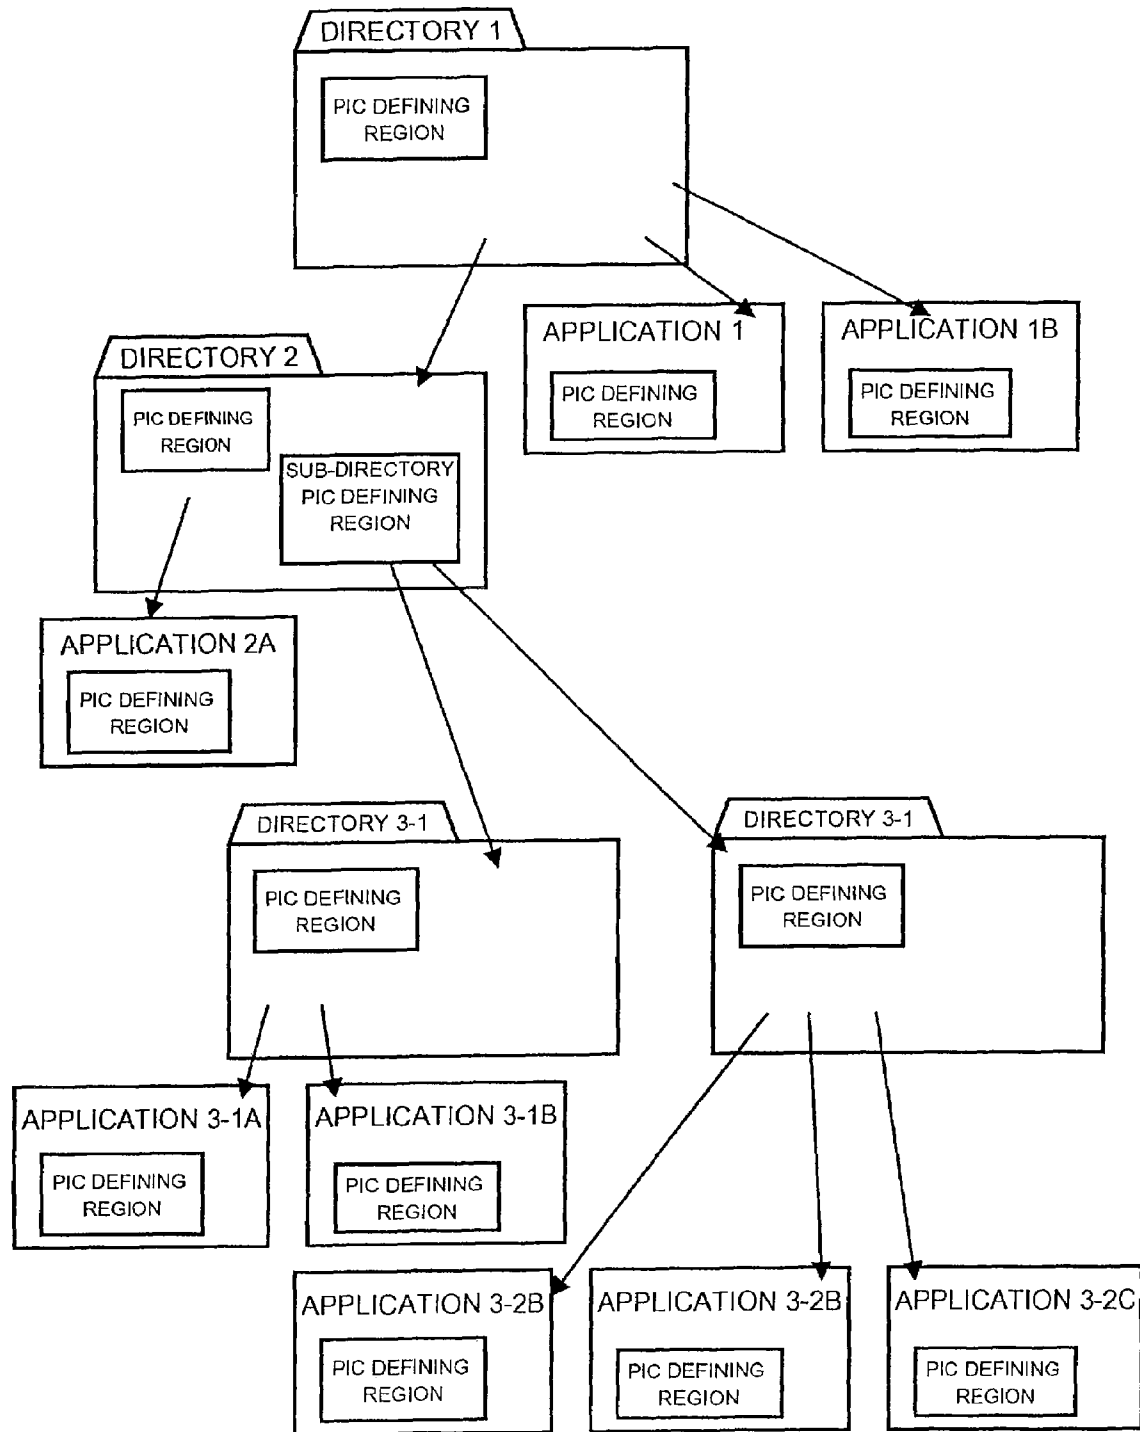 DIRECTORY 1
PIC DEFINING
REGION
APPLICATION 1
PIC DEFINING
REGION
APPLICATION 1B
PIC DEFINING
REGION
DIRECTORY 2
PIC DEFINING
REGION
SUB-DIRECTORY
PIC DEFINING
REGION
APPLICATION 2A
PIC DEFINING
REGION
DIRECTORY 3-1
PIC DEFINING
REGION
DIRECTORY 3-1
PIC DEFINING
REGION
APPLICATION 3-1A
PIC DEFINING
REGION
APPLICATION 3-1B
PIC DEFINING
REGION
APPLICATION 3-2B
PIC DEFINING
REGION
APPLICATION 3-2B
PIC DEFINING
REGION
APPLICATION 3-2C
PIC DEFINING
REGION